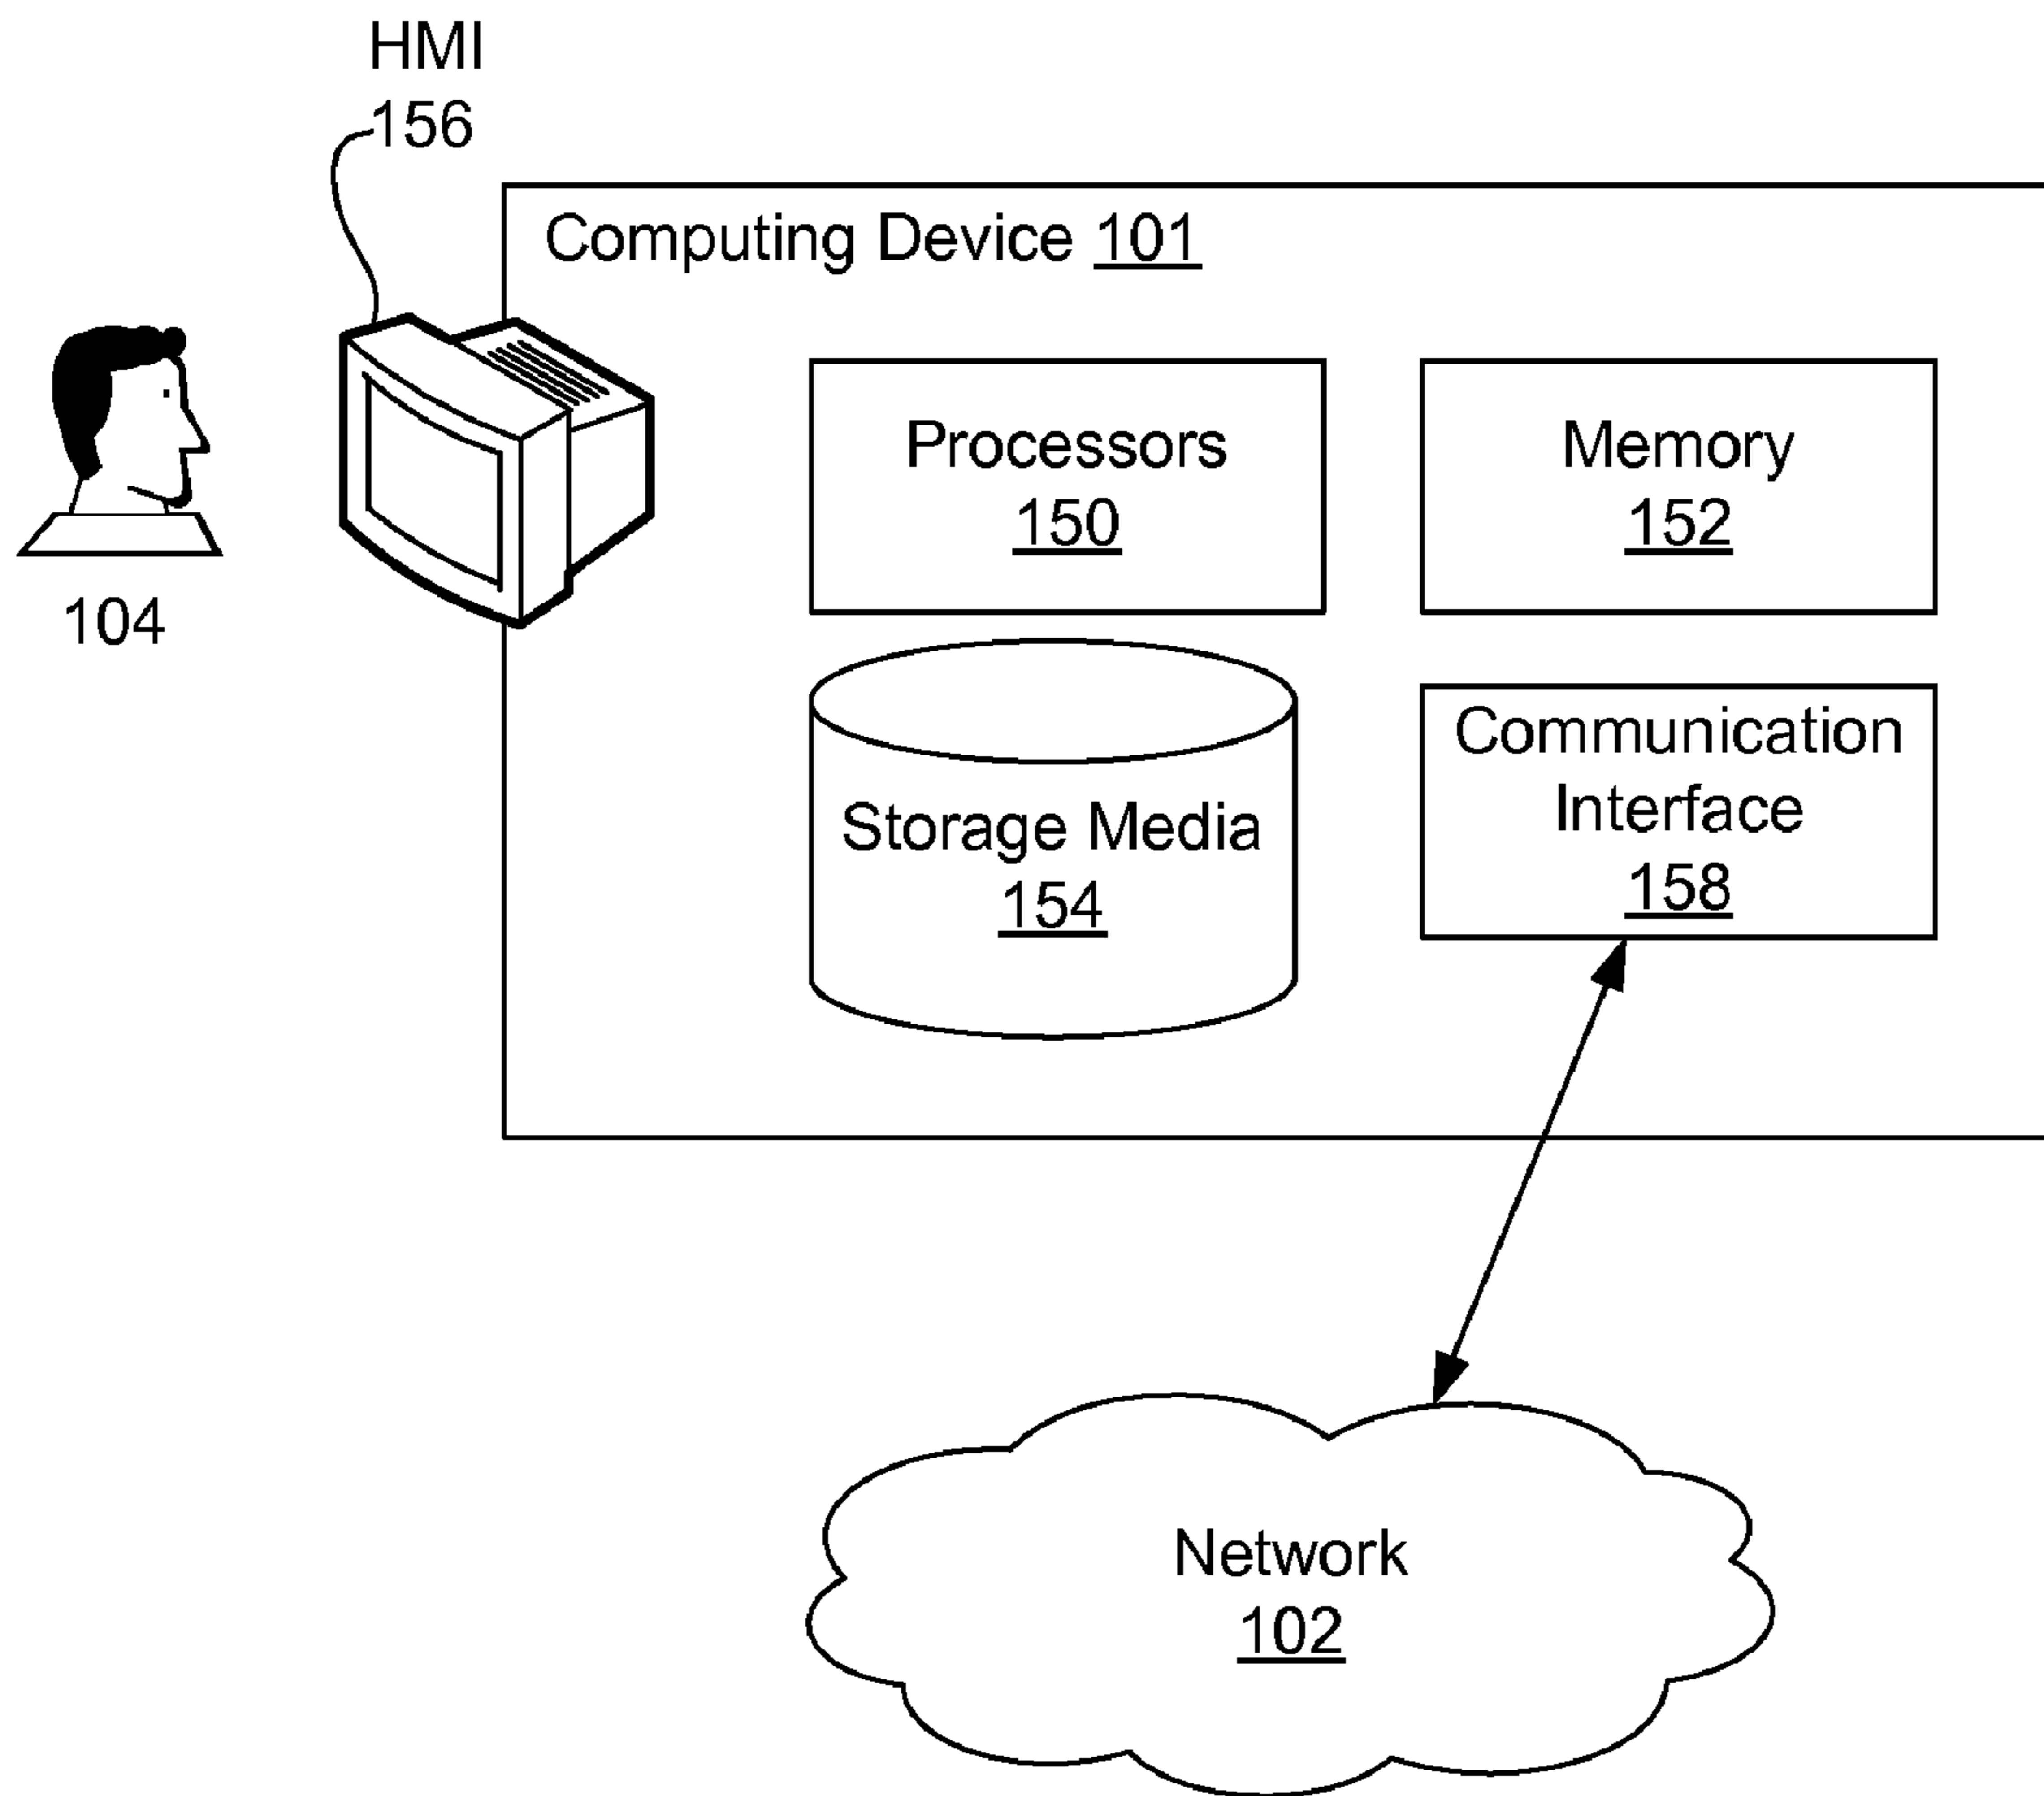 HMI
156
Computing Device 101
Processors
150
Memory
152
104
Storage Media
154
Communication
Interface
158
Network
102